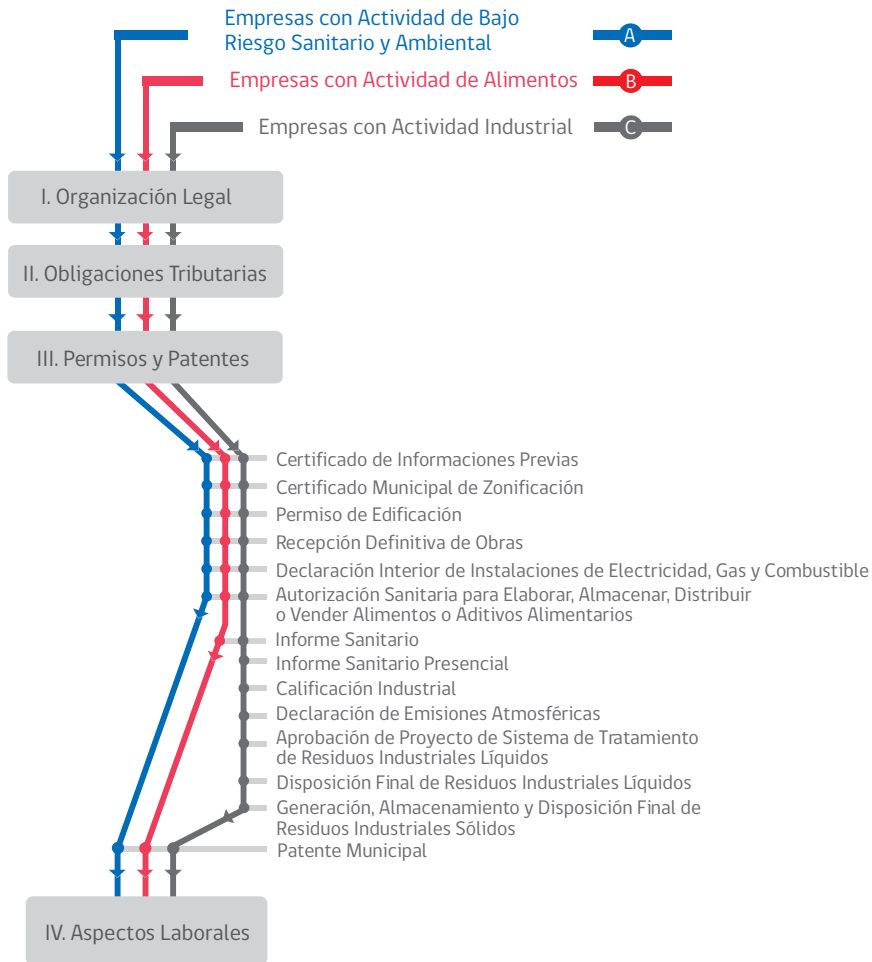 Empresas con Actividad de Bajo
Riesgo Sanitario y Ambiental
A
Empresas con Actividad de Alimentos
B
Empresas con Actividad Industrial
C
I. Organización Legal
II. Obligaciones Tributarias
III. Permisos y Patentes
Certificado de Informaciones Previas
Certificado Municipal de Zonificación
Permiso de Edificación
Recepción Definitiva de Obras
Declaración Interior de Instalaciones de Electricidad, Gas y Combustible
Autorización Sanitaria para Elaborar, Almacenar, Distribuir
o Vender Alimentos o Aditivos Alimentarios
Informe Sanitario
Informe Sanitario Presencial
Calificación Industrial
Declaración de Emisiones Atmosféricas
Aprobación de Proyecto de Sistema de Tratamiento
de Residuos Industriales Líquidos
Disposición Final de Residuos Industriales Líquidos
Generación, Almacenamiento y Disposición Final de
Residuos Industriales Sólidos
Patente Municipal
IV. Aspectos Laborales